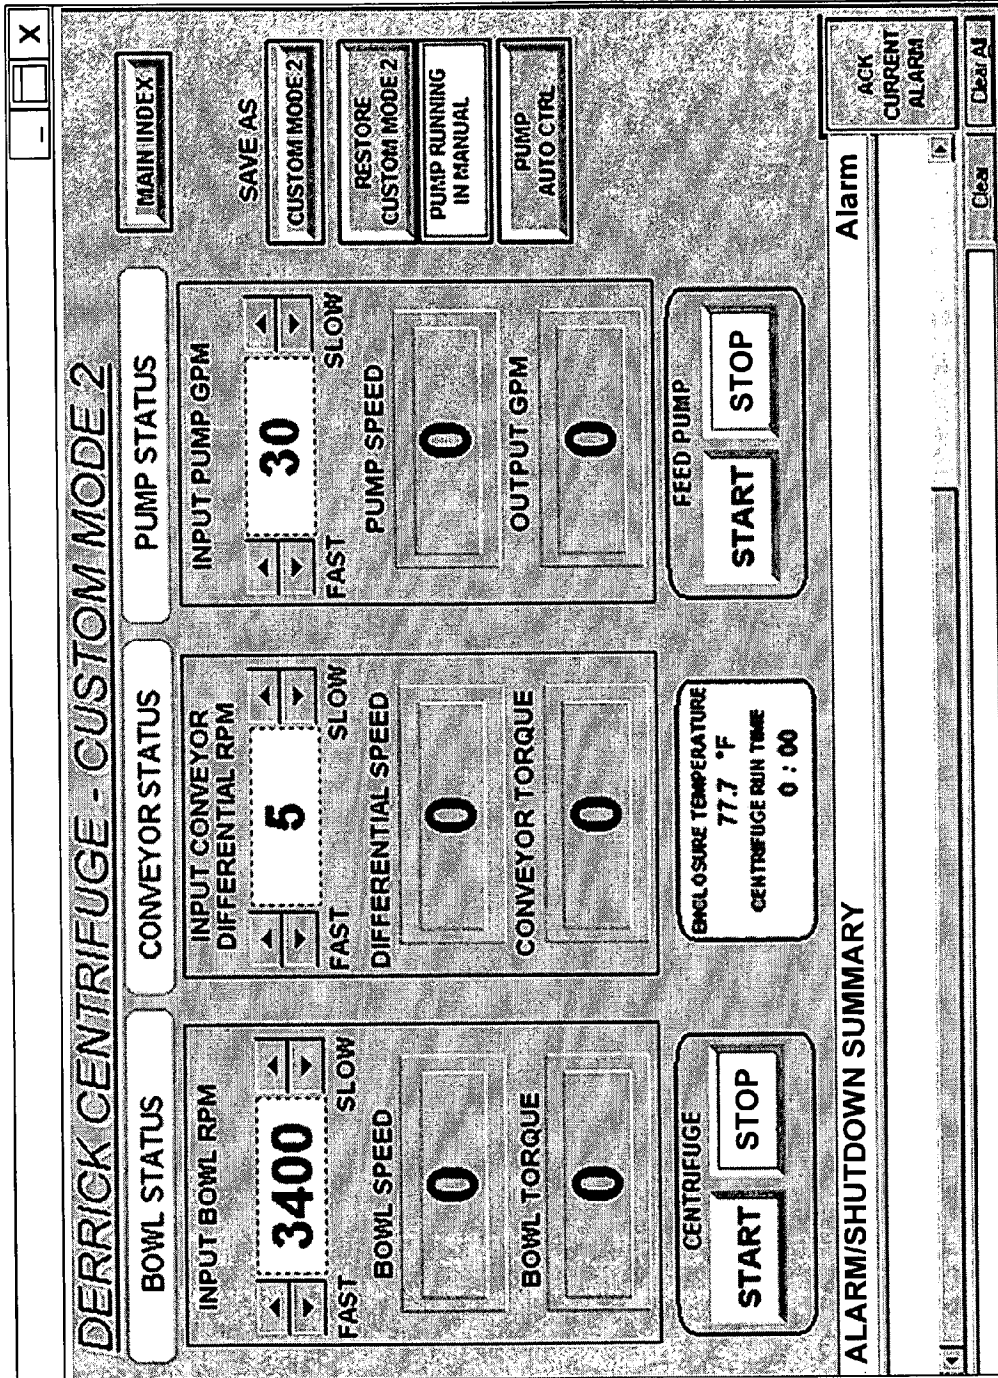 DERRICK CENTRIFUGE - CUSTOM MODE 2
MAIN INDEX
BOWL STATUS
INPUT BOWL RPM
3400
FAST
SLOW
BOWL SPEED
0
BOWL TORQUE
0
CENTRIFUGE
START
STOP
CONVEYOR STATUS
INPUT CONVEYOR
DIFFERENTIAL RPM
5
FAST
SLOW
DIFFERENTIAL SPEED
0
CONVEYOR TORQUE
0
ENCLOSURE TEMPERATURE
77.7 °F
CENTRIFUGE RUN TIME
0 : 00
PUMP STATUS
INPUT PUMP GPM
30
FAST
SLOW
PUMP SPEED
0
OUTPUT GPM
0
FEED PUMP
START
STOP
SAVE AS
CUSTOM MODE 2
RESTORE
CUSTOM MODE 2
PUMP RUNNING
IN MANUAL
PUMP
AUTO CTRL
ALARM/SHUTDOWN SUMMARY
Alarm
ACK
CURRENT
ALARM
Clear
Clear All